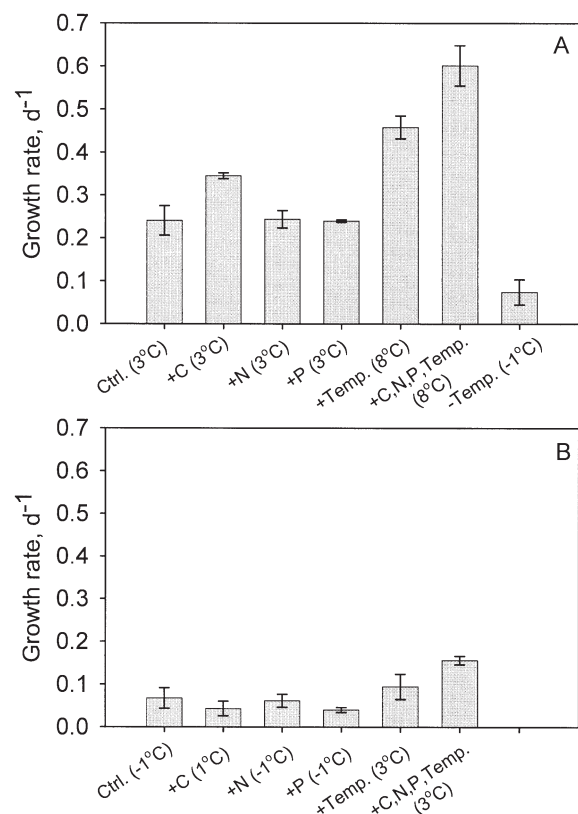 A
Growth rate, d-1
0.7
0.6
0.5
0.4
0.3
0.2
0.1
0.0
Ctrl. (3°C)
+C (3°C)
+N (3°C)
+P (3°C)
+Temp. (8°C)
+C,N,P,Temp.
(8°C)
-Temp. (-1°C)
B
Growth rate, d-1
0.7
0.6
0.5
0.4
0.3
0.2
0.1
0.0
Ctrl. (-1°C)
+C (1°C)
+N (-1°C)
+P (-1°C)
+Temp. (3°C)
+C,N,P,Temp.
(3°C)